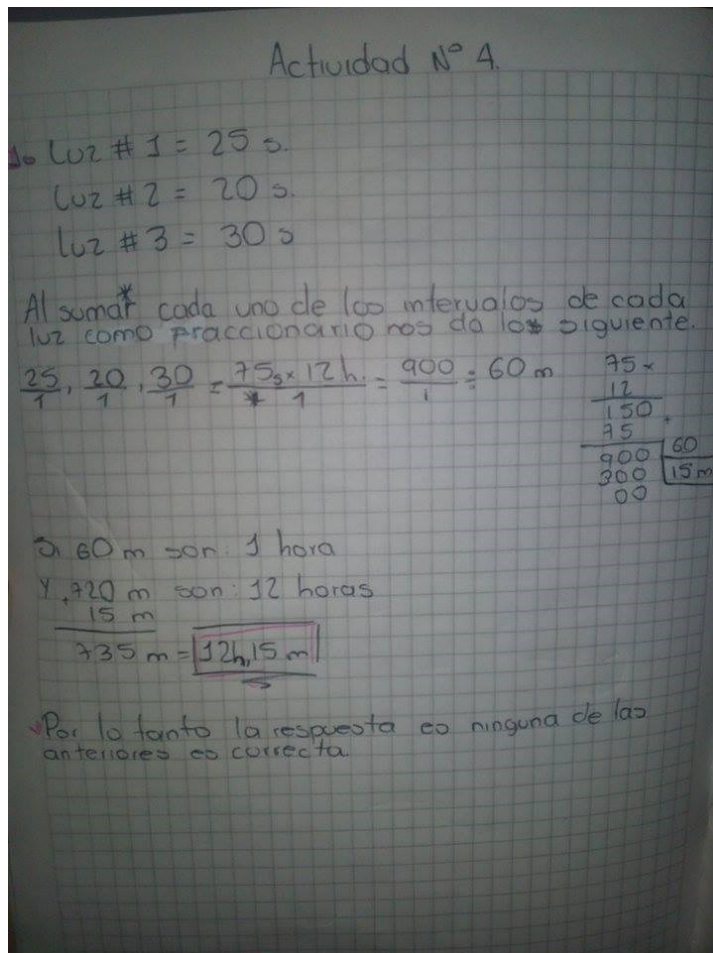 Actividad N° 4.
1. Luz # 1 = 25 s.
Luz # 2 = 20 s.
luz # 3 = 30 s
Al sumar cada uno de los intervalos de cada
luz como fraccionario nos da los siguiente.
25/1, 20/1, 30/1 = 75s x 12 h. / 1 = 900/1 = 60 m
75 x
12
150 +
75
900 60
300 15 m
00
Si 60 m son: 1 hora
Y 720 m son: 12 horas
15 m
735 m = 12h,15 m
Por lo tanto la respuesta es ninguna de las
anteriores es correcta.